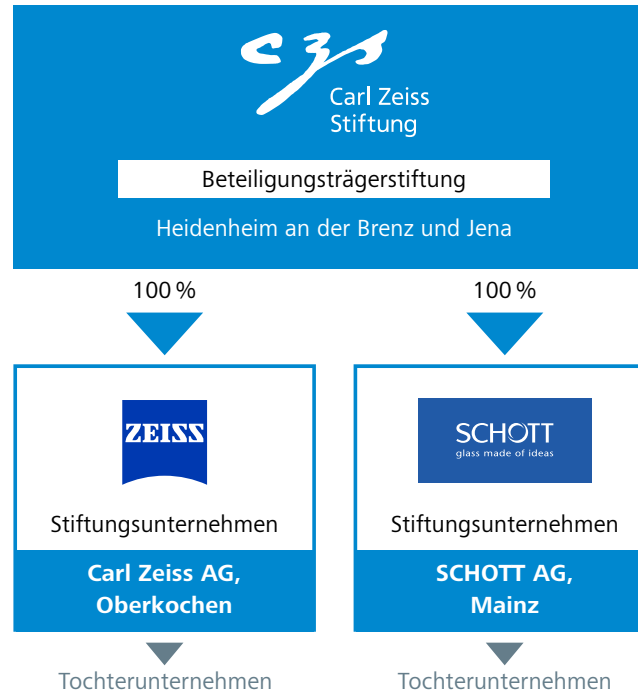 czs
Carl Zeiss
Stiftung
Beteiligungsträgerstiftung
Heidenheim an der Brenz und Jena
100 %
100 %
ZEISS
SCHOTT
glass made of ideas
Stiftungsunternehmen
Stiftungsunternehmen
Carl Zeiss AG,
Oberkochen
SCHOTT AG,
Mainz
Tochterunternehmen
Tochterunternehmen